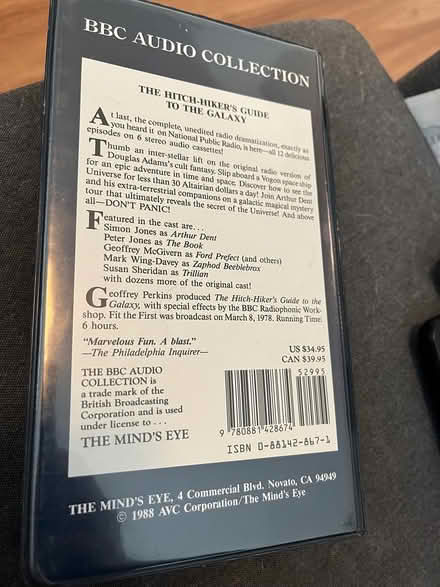 BBC AUDIO COLLECTION
THE HITCH-HIKER'S GUIDE
TO THE GALAXY
At last, the complete, unedited radio dramatization, exactly as
you heard it on National Public Radio, is here—all 12 delicious
episodes on 6 stereo audio cassettes!
Thumb an inter-stellar lift on the original radio version of
Douglas Adams's cult fantasy. Slip aboard a Vogon space ship
for an epic adventure in time and space. Discover how to see the
Universe for less than 30 Altairian dollars a day! Join Arthur Dent
and his extra-terrestrial companions on a galactic magical mystery
tour that ultimately reveals the secret of the Universe! And above
all—DON'T PANIC!
Featured in the cast are...
Simon Jones as Arthur Dent
Peter Jones as The Book
Geoffrey McGivern as Ford Prefect (and others)
Mark Wing-Davey as Zaphod Beeblebrox
Susan Sheridan as Trillian
with dozens more of the original cast!
Geoffrey Perkins produced The Hitch-Hiker's Guide to the
Galaxy, with special effects by the BBC Radiophonic Work-
shop. Fit the First was broadcast on March 8, 1978. Running Time:
6 hours.
"Marvelous Fun. A blast."
—The Philadelphia Inquirer—
US $34.95
CAN $39.95
THE BBC AUDIO
COLLECTION is
a trade mark of the
British Broadcasting
Corporation and is used
under license to . . .
THE MIND'S EYE
52995
9 780881 428674
ISBN 0-88142-867-1
THE MIND'S EYE, 4 Commercial Blvd. Novato, CA 94949
© 1988 AVC Corporation/The Mind's Eye